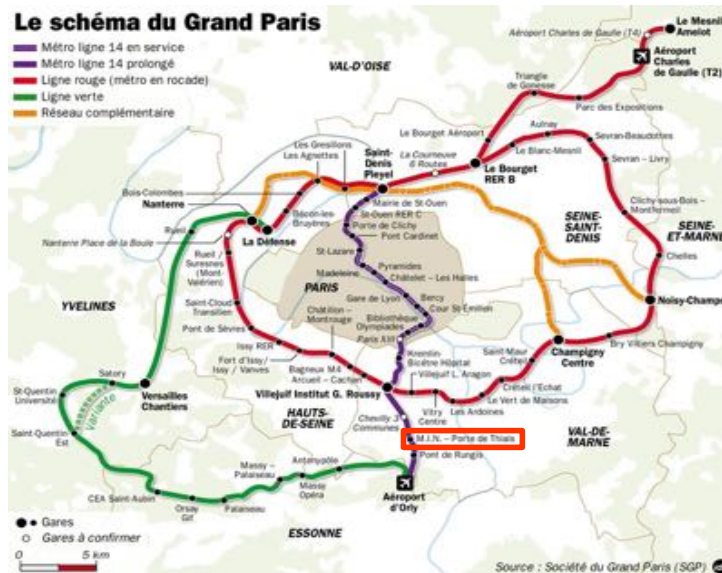 Le schéma du Grand Paris
Métro ligne 14 en service
Métro ligne 14 prolongé
Ligne rouge (métro en rocade)
Ligne verte
Réseau complémentaire
VAL-D'OISE
Aéroport Charles de Gaulle (T4)
Le Mesnil
Amelot
Aéroport
Charles
de Gaulle (T2)
Triangle
de Gonesse
Parc des Expositions
Le Bourget Aéroport
La Courneuve
6 Routes
Le Bourget
RER B
Aulnay
Le Blanc-Mesnil
Sevran-Beaudottes
Sevran – Livry
Les Gresillons
Les Agnettes
Saint-
Denis
Pleyel
Bois-Colombes
Nanterre
Bécon-les-
Bruyères
La Défense
Mairie de St-Ouen
St-Ouen RER C
Porte de Clichy
Pont Cardinet
Clichy-sous-Bois –
Montfermeil
SEINE-
SAINT-
DENIS
SEINE-
ET-MARNE
Chelles
Rueil
Nanterre Place de la Boule
Rueil /
Suresnes (Mont-
Valérien)
St-Lazare
Madeleine
Pyramides
Châtelet – Les Halles
PARIS
Gare de Lyon
Bercy
Cour St-Emilion
Bibliothèque
Olympiades
Paris XIII
Noisy-Champs
YVELINES
Saint-Cloud
Transilien
Pont de Sèvres
Châtillon –
Montrouge
Issy RER
Fort d'Issy/
Issy / Vanves
Bagneux M4
Arcueil – Cachan
Kremlin-
Bicêtre Hôpital
Villejuif L. Aragon
Saint-Maur
Créteil
Champigny
Centre
Bry Villiers Champigny
Créteil l'Echat
Le Vert de Maisons
Les Ardoines
Vitry
Centre
Villejuif Institut G. Roussy
Satory
St-Quentin
Université
variante
Versailles
Chantiers
Saint-Quentin
Est
HAUTS-
DE-SEINE
Chevilly 3
Communes
M.I.N. – Porte de Thiais
Pont de Rungis
VAL-DE-
MARNE
Massy –
Palaiseau
Antonypôle
Massy
Opéra
CEA Saint-Aubin
Orsay
Gif
Palaiseau
Aéroport
d'Orly
ESSONNE
Gares
Gares à confirmer
0
5 km
Source : Société du Grand Paris (SGP)